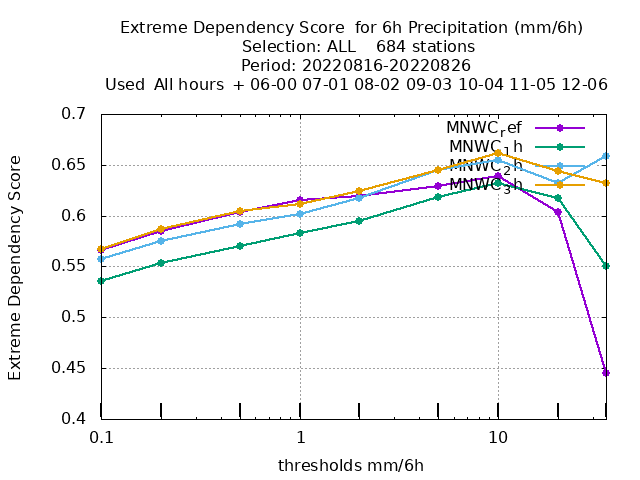 Extreme Dependency Score  for 6h Precipitation (mm/6h)
Selection: ALL    684 stations
Period: 20220816-20220826
Used  All hours  + 06-00 07-01 08-02 09-03 10-04 11-05 12-06
0.7
0.65
0.6
0.55
0.5
0.45
0.4
Extreme Dependency Score
MNWCref
MNWC1h
MNWC2h
MNWC3h
0.1 1 10
thresholds mm/6h